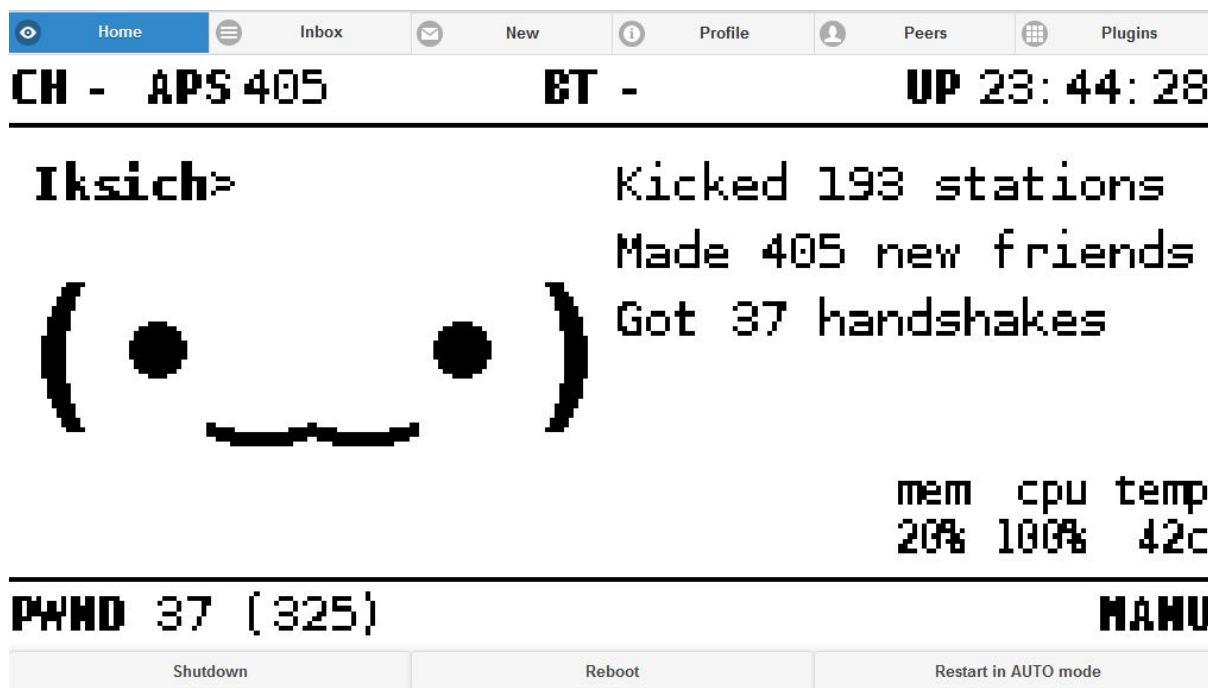 Home Inbox New Profile Peers Plugins
CH - APS 405 BT - UP 23:44:28
Iksich>
Kicked 193 stations
Made 405 new friends
Got 37 handshakes
mem cpu temp
20% 100% 42c
PWND 37 (325) MANU
Shutdown Reboot Restart in AUTO mode